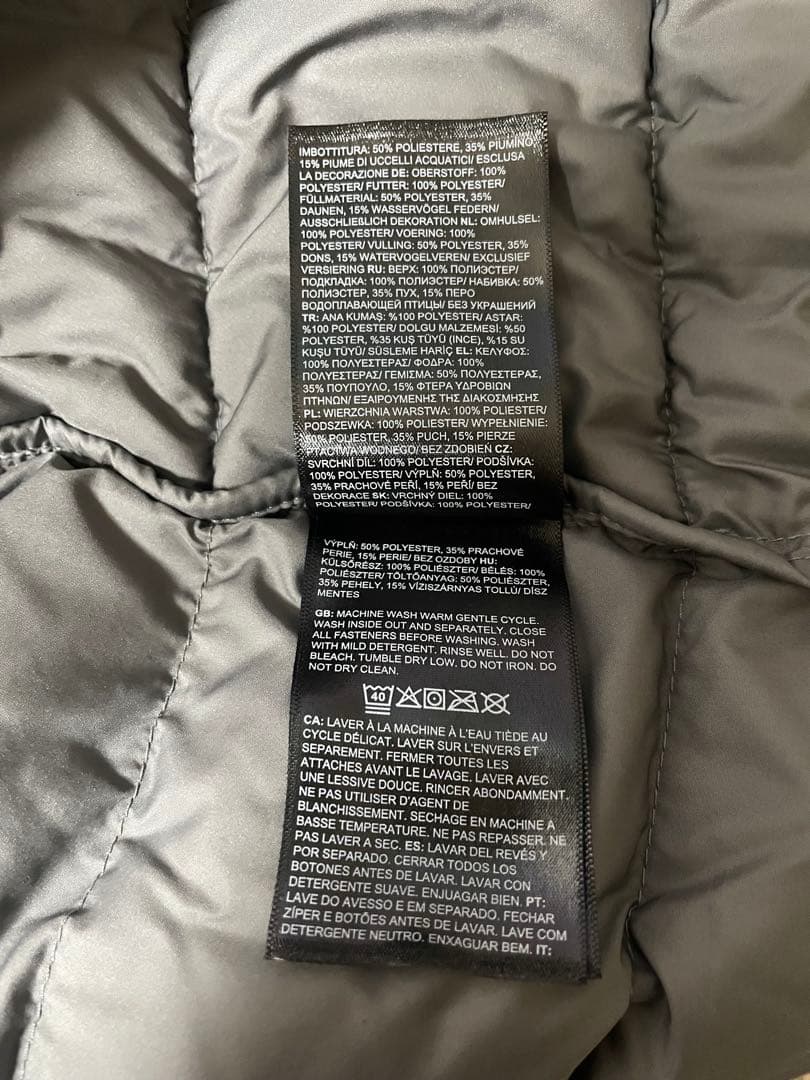 IMBOTTITURA: 50% POLIESTERE, 35% PIUMINO,
15% PIUME DI UCCELLI ACQUATICI/ ESCLUSA
LA DECORAZIONE DE: OBERSTOFF: 100%
POLYESTER/ FUTTER: 100% POLYESTER/
FÜLLMATERIAL: 50% POLYESTER, 35%
DAUNEN, 15% WASSERVÖGEL FEDERN/
AUSSCHLIEßLICH DEKORATION NL: OMHULSEL:
100% POLYESTER/ VOERING: 100%
POLYESTER/ VULLING: 50% POLYESTER, 35%
DONS, 15% WATERVOGELVEREN/ EXCLUSIEF
VERSIERING RU: ВЕРХ: 100% ПОЛИЭСТЕР/
ПОДКЛАДКА: 100% ПОЛИЭСТЕР/ НАБИВКА: 50%
ПОЛИЭСТЕР, 35% ПУХ, 15% ПЕРО
ВОДОПЛАВАЮЩЕЙ ПТИЦЫ/ БЕЗ УКРАШЕНИЙ
TR: ANA KUMAŞ: %100 POLYESTER/ ASTAR:
%100 POLYESTER/ DOLGU MALZEMESİ: %50
POLYESTER, %35 KUŞ TÜYÜ (INCE), %15 SU
KUŞU TÜYÜ/ SÜSLEME HARİÇ EL: ΚΕΛΥΦΟΣ:
100% ΠΟΛΥΕΣΤΕΡΑΣ/ ΦΟΔΡΑ: 100%
ΠΟΛΥΕΣΤΕΡΑΣ/ ΓΕΜΙΣΜΑ: 50% ΠΟΛΥΕΣΤΕΡΑΣ,
35% ΠΟΥΠΟΥΛΟ, 15% ΦΤΕΡΑ ΥΔΡΟΒΙΩΝ
ΠΤΗΝΩΝ/ ΕΞΑΙΡΟΥΜΕΝΗΣ ΤΗΣ ΔΙΑΚΟΣΜΗΣΗΣ
PL: WIERZCHNIA WARSTWA: 100% POLIESTER/
PODSZEWKA: 100% POLIESTER/ WYPEŁNIENIE:
50% POLIESTER, 35% PUCH, 15% PIERZE
PTACTWA WODNEGO/ BEZ ZDOBIEŃ CZ:
SVRCHNÍ DÍL: 100% POLYESTER/ PODŠÍVKA:
100% POLYESTER/ VÝPLŇ: 50% POLYESTER,
35% PRACHOVÉ PEŘÍ, 15% PEŘÍ/ BEZ
DEKORACE SK: VRCHNÝ DIEL: 100%
POLYESTER/ PODŠÍVKA: 100% POLYESTER/
VÝPLŇ: 50% POLYESTER, 35% PRACHOVÉ
PERIE, 15% PERIE/ BEZ OZDOBY HU:
KÜLSŐRÉSZ: 100% POLIÉSZTER/ BÉLÉS: 100%
POLIÉSZTER/ TÖLTŐANYAG: 50% POLIÉSZTER,
35% PEHELY, 15% VÍZISZÁRNYAS TOLLÚ/ DÍSZ
MENTES
GB: MACHINE WASH WARM GENTLE CYCLE.
WASH INSIDE OUT AND SEPARATELY. CLOSE
ALL FASTENERS BEFORE WASHING. WASH
WITH MILD DETERGENT. RINSE WELL. DO NOT
BLEACH. TUMBLE DRY LOW. DO NOT IRON. DO
NOT DRY CLEAN.
40
CA: LAVER À LA MACHINE À L'EAU TIÈDE AU
CYCLE DÉLICAT. LAVER SUR L'ENVERS ET
SEPAREMENT. FERMER TOUTES LES
ATTACHES AVANT LE LAVAGE. LAVER AVEC
UNE LESSIVE DOUCE. RINCER ABONDAMMENT.
NE PAS UTILISER D'AGENT DE
BLANCHISSEMENT. SECHAGE EN MACHINE A
BASSE TEMPERATURE. NE PAS REPASSER. NE
PAS LAVER A SEC. ES: LAVAR DEL REVÉS Y
POR SEPARADO. CERRAR TODOS LOS
BOTONES ANTES DE LAVAR. LAVAR CON
DETERGENTE SUAVE. ENJUAGAR BIEN. PT:
LAVE DO AVESSO E EM SEPARADO. FECHAR
ZÍPER E BOTÕES ANTES DE LAVAR. LAVE COM
DETERGENTE NEUTRO. ENXAGUAR BEM. IT: